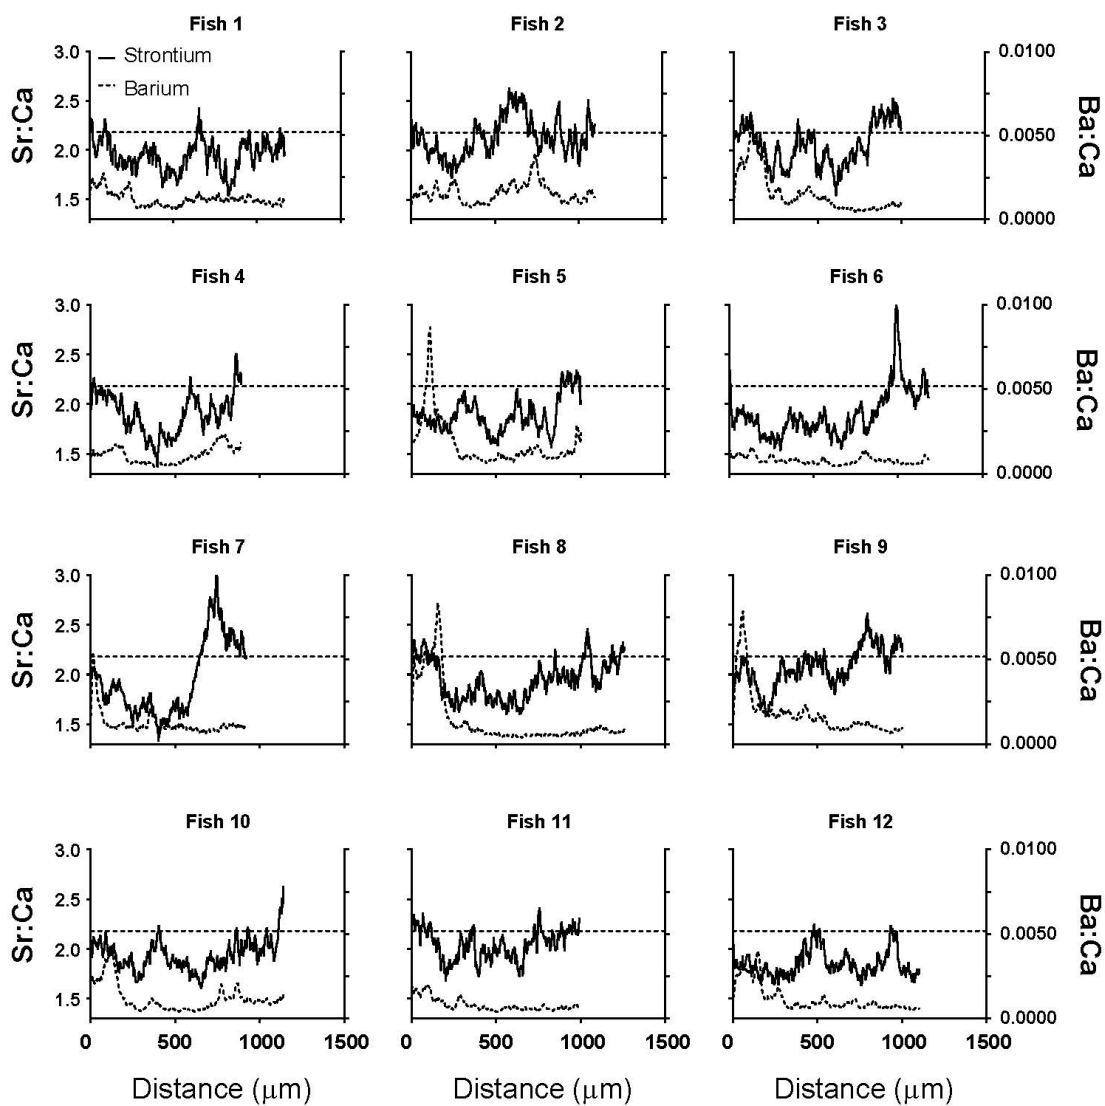 Fish 1 Fish 2 Fish 3
Strontium
Barium
3.0 0.0100
2.5
2.0 0.0050
1.5
0.0000
Sr:Ca Ba:Ca
Fish 4 Fish 5 Fish 6
3.0 0.0100
2.5
2.0 0.0050
1.5
0.0000
Sr:Ca Ba:Ca
Fish 7 Fish 8 Fish 9
3.0 0.0100
2.5
2.0 0.0050
1.5
0.0000
Sr:Ca Ba:Ca
Fish 10 Fish 11 Fish 12
3.0 0.0100
2.5
2.0 0.0050
1.5
0.0000
Sr:Ca Ba:Ca
0 500 1000 1500 0 500 1000 1500 0 500 1000 1500
Distance (μm) Distance (μm) Distance (μm)